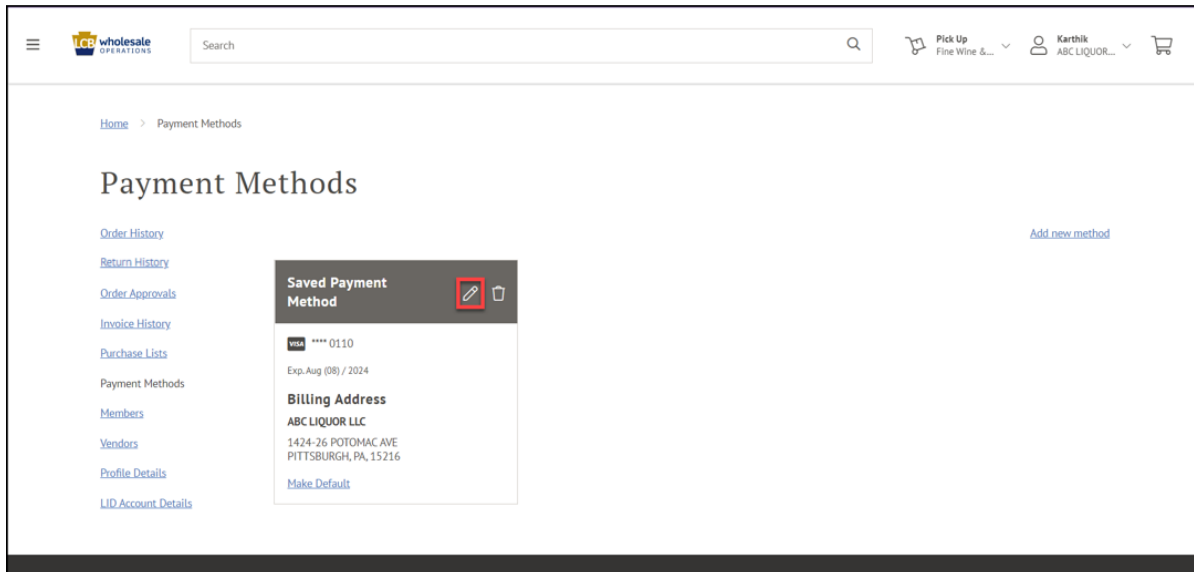 LCB wholesale
OPERATIONS
Search
Pick Up
Fine Wine &...
Karthik
ABC LIQUOR...
Home > Payment Methods
Payment Methods
Order History
Return History
Order Approvals
Invoice History
Purchase Lists
Payment Methods
Members
Vendors
Profile Details
LID Account Details
Add new method
Saved Payment
Method
VISA **** 0110
Exp. Aug (08) / 2024
Billing Address
ABC LIQUOR LLC
1424-26 POTOMAC AVE
PITTSBURGH, PA, 15216
Make Default